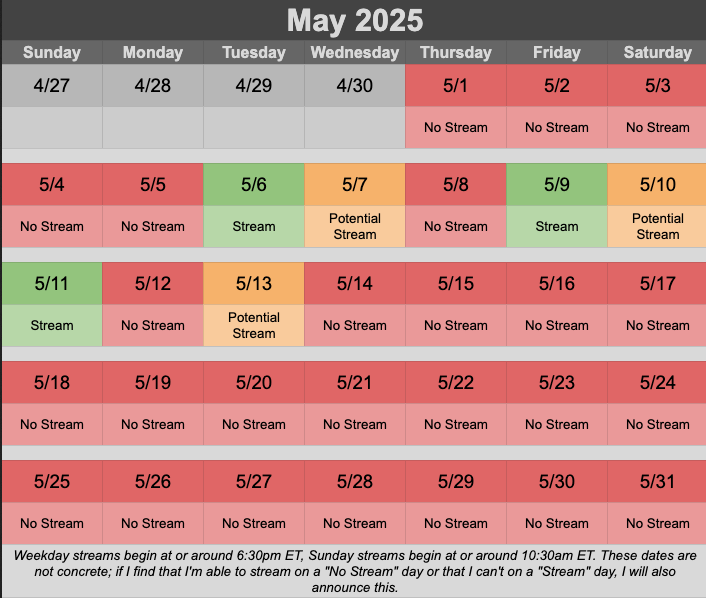 May 2025
Sunday Monday Tuesday Wednesday Thursday Friday Saturday
4/27 4/28 4/29 4/30 5/1 5/2 5/3
No Stream No Stream No Stream
5/4 5/5 5/6 5/7 5/8 5/9 5/10
No Stream No Stream Stream Potential Stream No Stream Stream Potential Stream
5/11 5/12 5/13 5/14 5/15 5/16 5/17
Stream No Stream Potential Stream No Stream No Stream No Stream No Stream
5/18 5/19 5/20 5/21 5/22 5/23 5/24
No Stream No Stream No Stream No Stream No Stream No Stream No Stream
5/25 5/26 5/27 5/28 5/29 5/30 5/31
No Stream No Stream No Stream No Stream No Stream No Stream No Stream
Weekday streams begin at or around 6:30pm ET, Sunday streams begin at or around 10:30am ET. These dates are
not concrete; if I find that I'm able to stream on a "No Stream" day or that I can't on a "Stream" day, I will also
announce this.